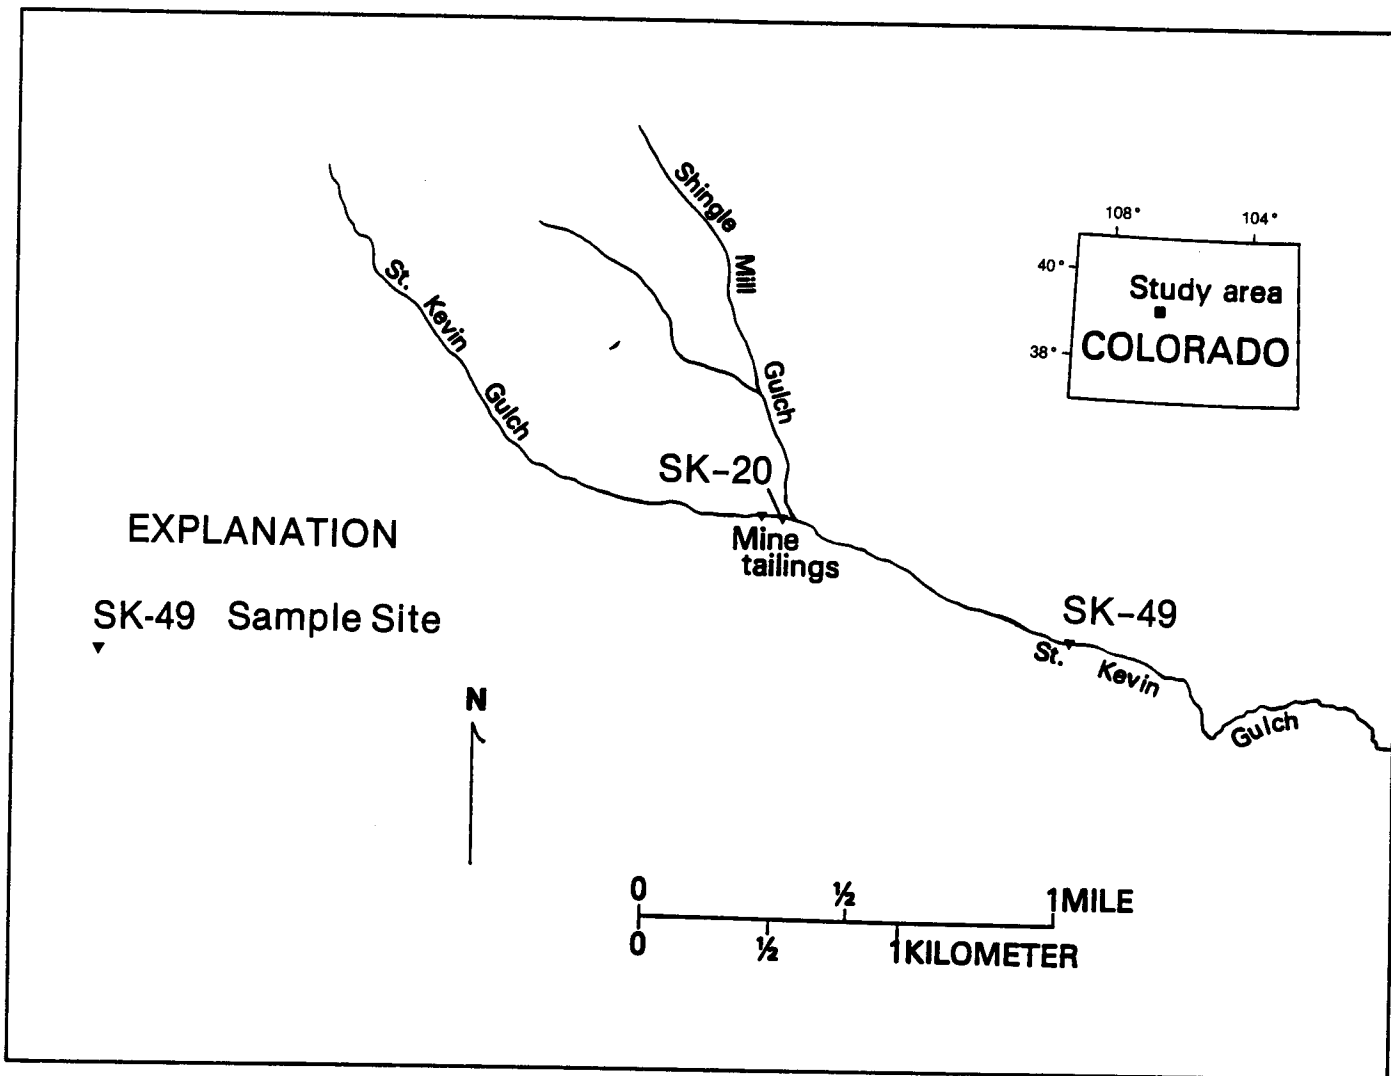 Shingle Mill Gulch
St. Kevin Gulch
108° 104°
40°
Study area
38°
COLORADO
SK-20
Mine
tailings
EXPLANATION
SK-49 Sample Site
SK-49
St. Kevin Gulch
N
0 ½ 1 MILE
0 ½ 1 KILOMETER